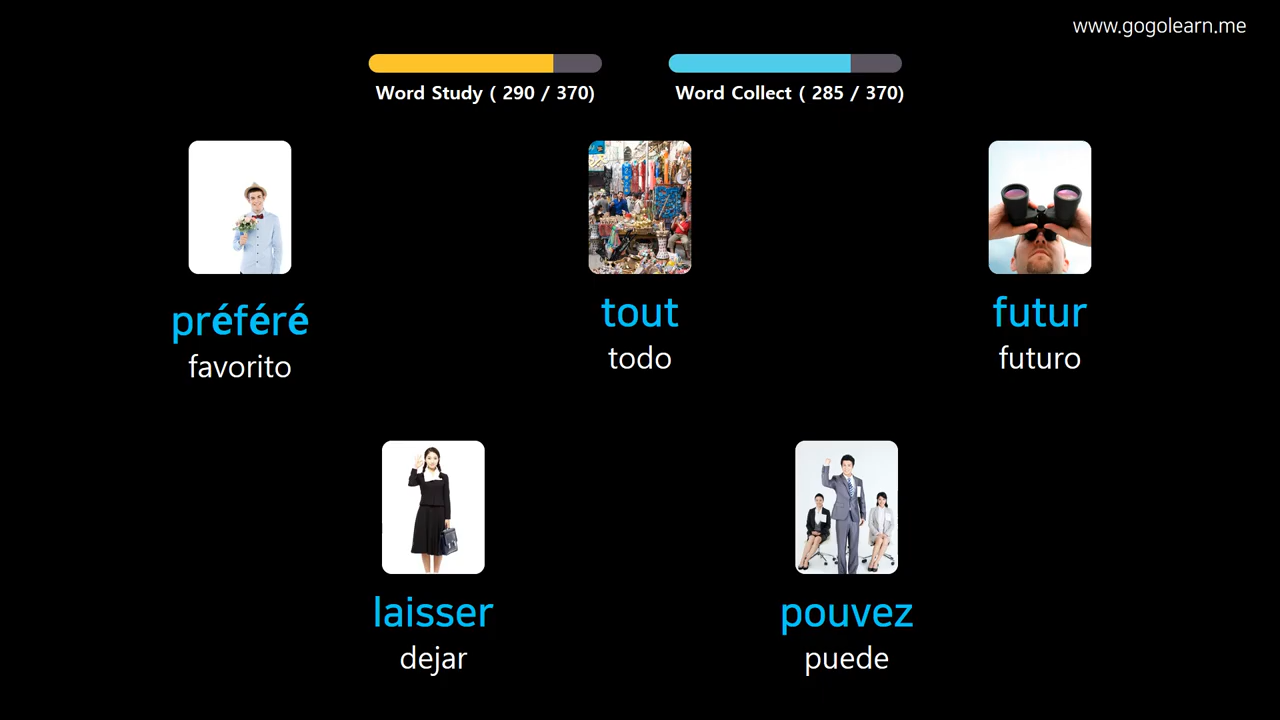 www.gogolearn.me
Word Study ( 290 / 370)
Word Collect ( 285 / 370)
préféré
favorito
tout
todo
futur
futuro
laisser
dejar
pouvez
puede